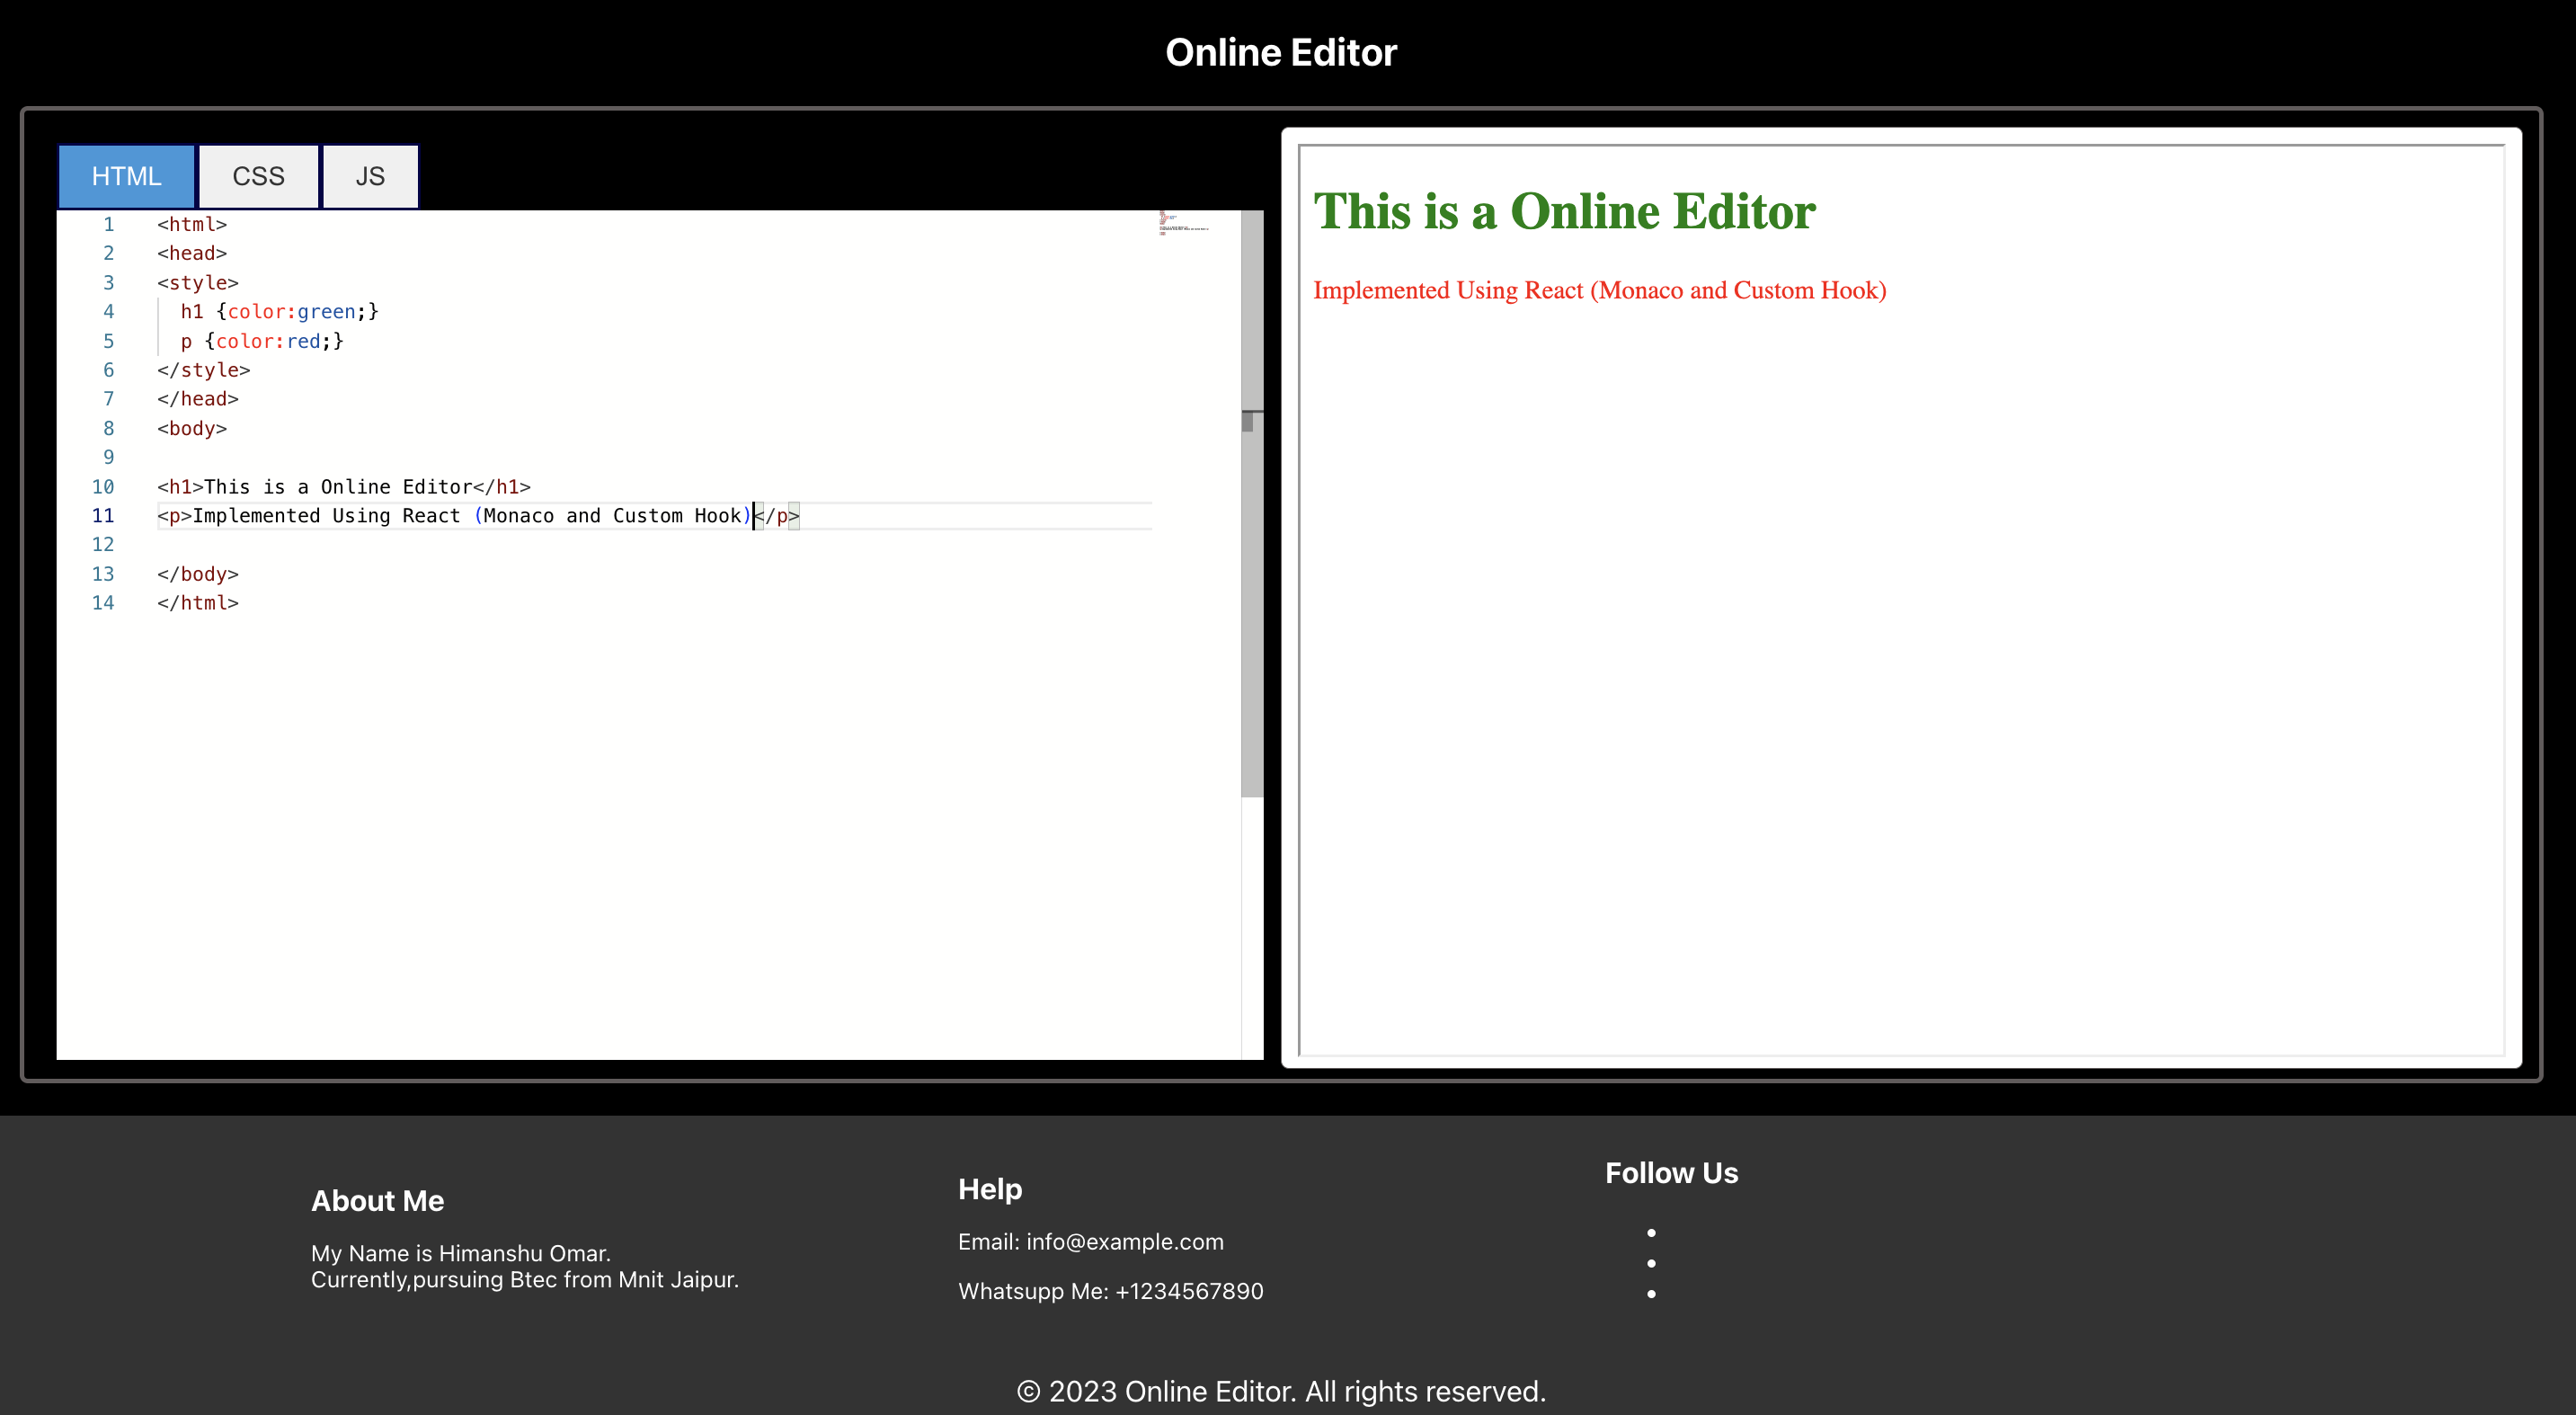 Online Editor
HTML CSS JS
1 <html>
2 <head>
3 <style>
4 h1 {color:green;}
5 p {color:red;}
6 </style>
7 </head>
8 <body>
9
10 <h1>This is a Online Editor</h1>
11 <p>Implemented Using React (Monaco and Custom Hook)</p>
12
13 </body>
14 </html>
This is a Online Editor
Implemented Using React (Monaco and Custom Hook)
About Me
My Name is Himanshu Omar.
Currently,pursuing Btec from Mnit Jaipur.
Help
Email: info@example.com
Whatsupp Me: +1234567890
Follow Us
© 2023 Online Editor. All rights reserved.